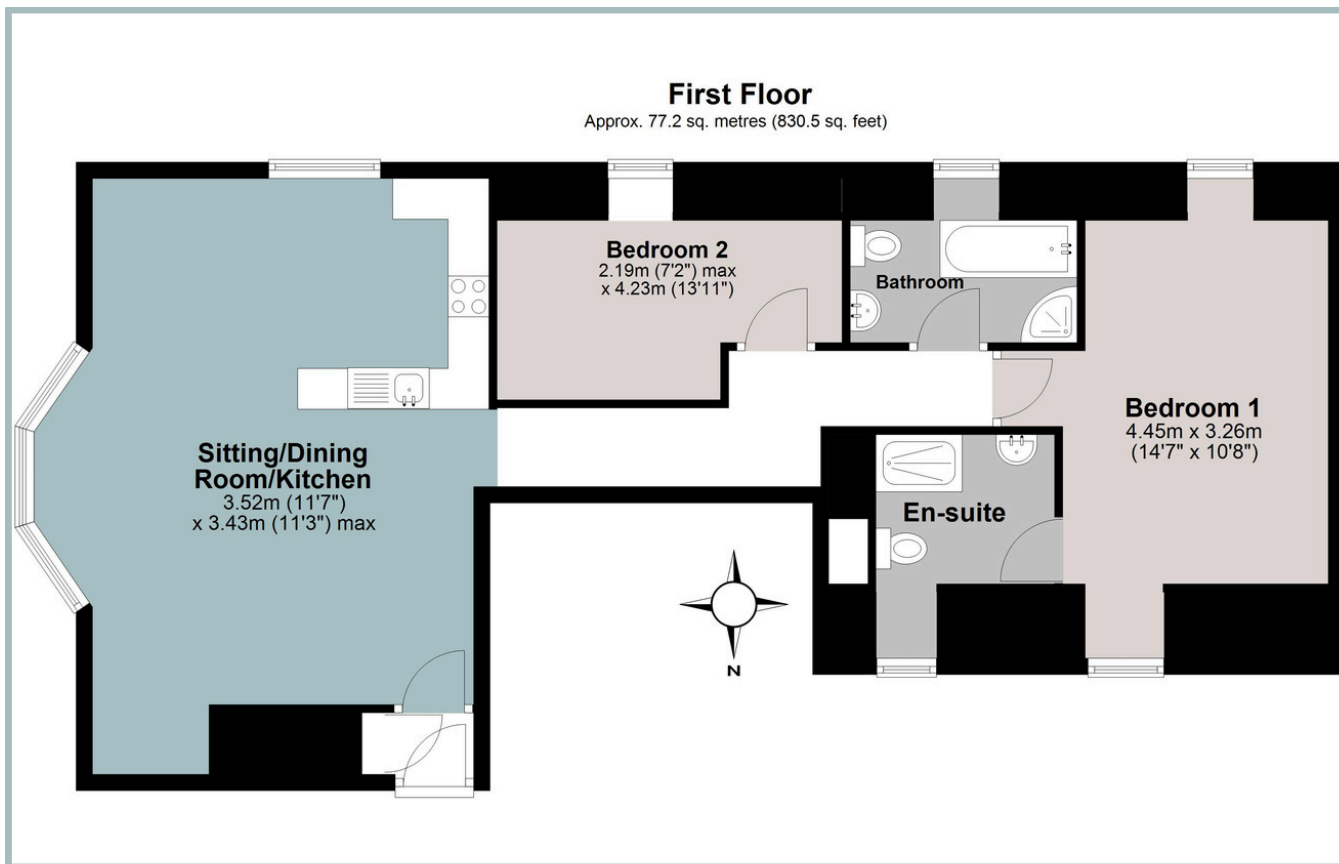 First Floor
Approx. 77.2 sq. metres (830.5 sq. feet)
Bedroom 2
2.19m (7'2") max
x 4.23m (13'11")
Bathroom
Bedroom 1
4.45m x 3.26m
(14'7" x 10'8")
Sitting/Dining
Room/Kitchen
3.52m (11'7")
x 3.43m (11'3") max
En-suite
N